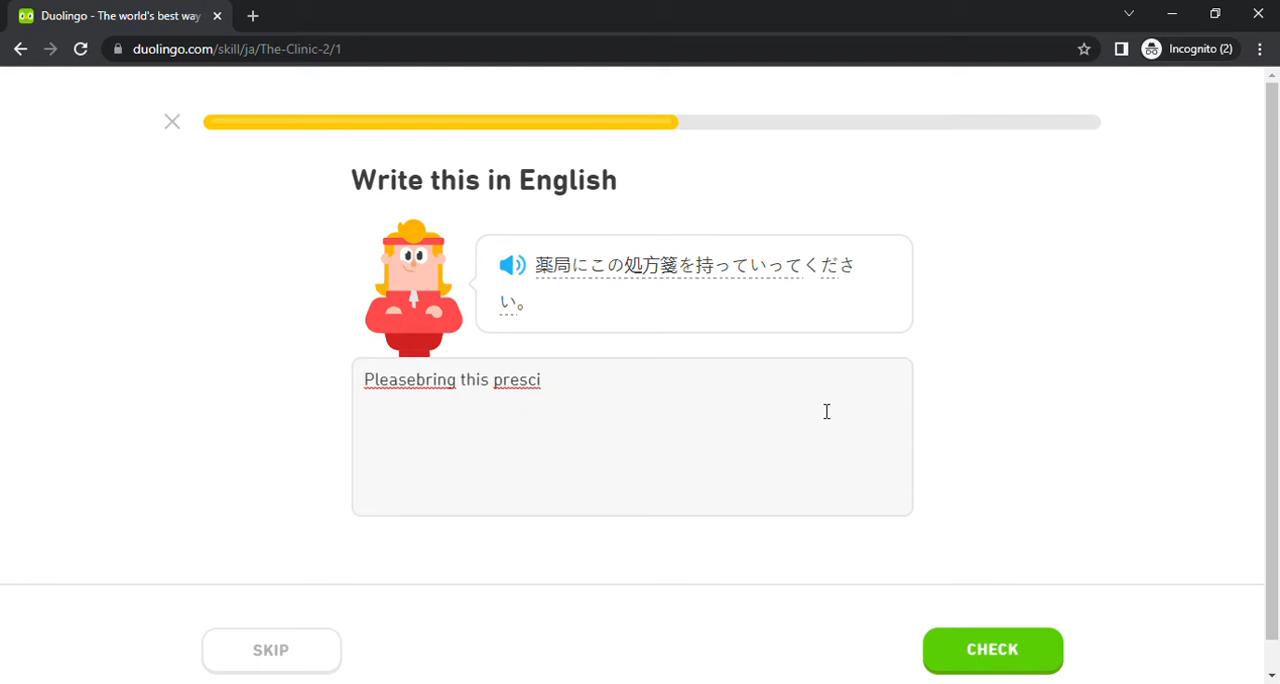 Duolingo - The world's best way
duolingo.com/skill/ja/The-Clinic-2/1
Incognito (2)
Write this in English
薬局にこの処方箋を持っていってくださ
い。
Pleasebring this presci
SKIP
CHECK